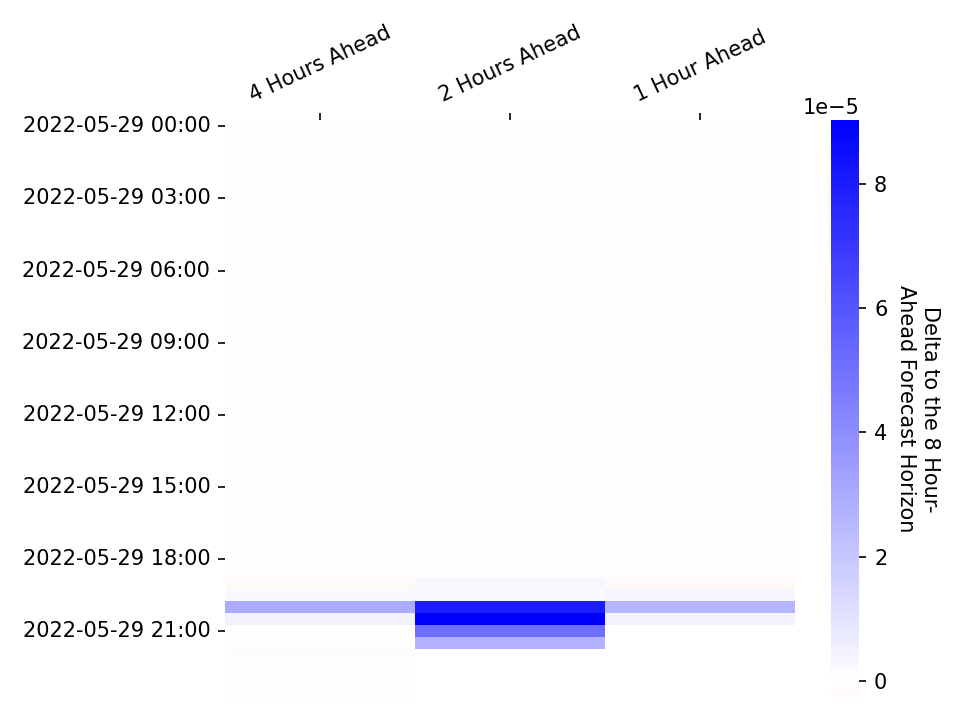 4 Hours Ahead
2 Hours Ahead
1 Hour Ahead
1e−5
2022-05-29 00:00
2022-05-29 03:00
2022-05-29 06:00
2022-05-29 09:00
2022-05-29 12:00
2022-05-29 15:00
2022-05-29 18:00
2022-05-29 21:00
8
6
4
2
0
Delta to the 8 Hour-
Ahead Forecast Horizon